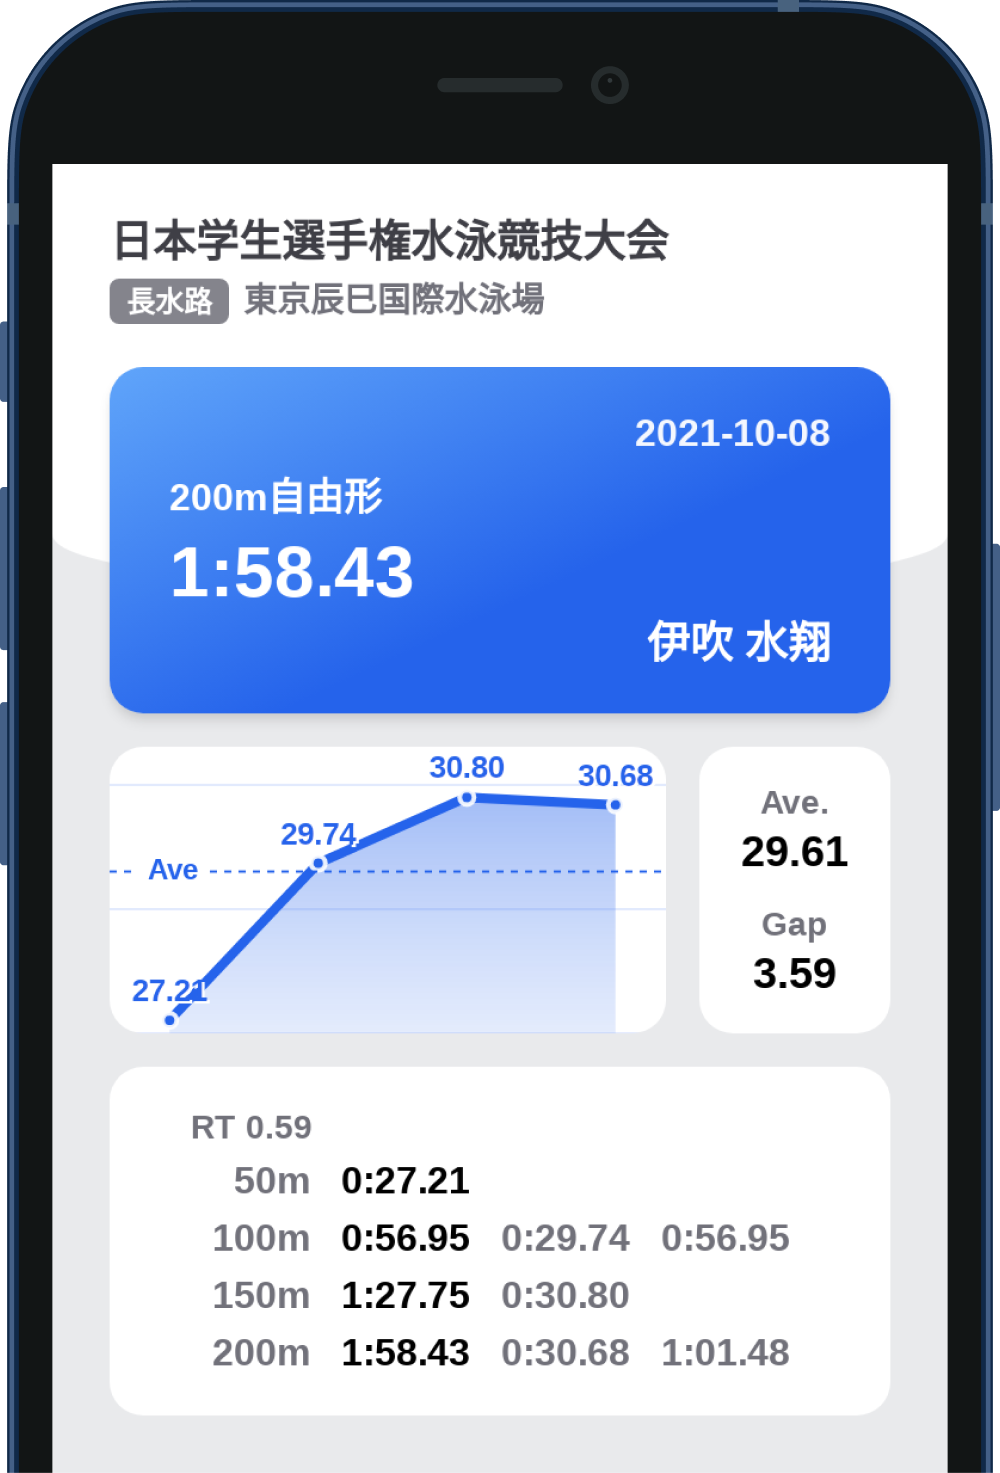 日本学生選手権水泳競技大会
長水路 東京辰巳国際水泳場
2021-10-08
200m自由形
1:58.43
伊吹 水翔
30.80
30.68
29.74
Ave
27.21
Ave.
29.61
Gap
3.59
RT 0.59
50m 0:27.21
100m 0:56.95 0:29.74 0:56.95
150m 1:27.75 0:30.80
200m 1:58.43 0:30.68 1:01.48